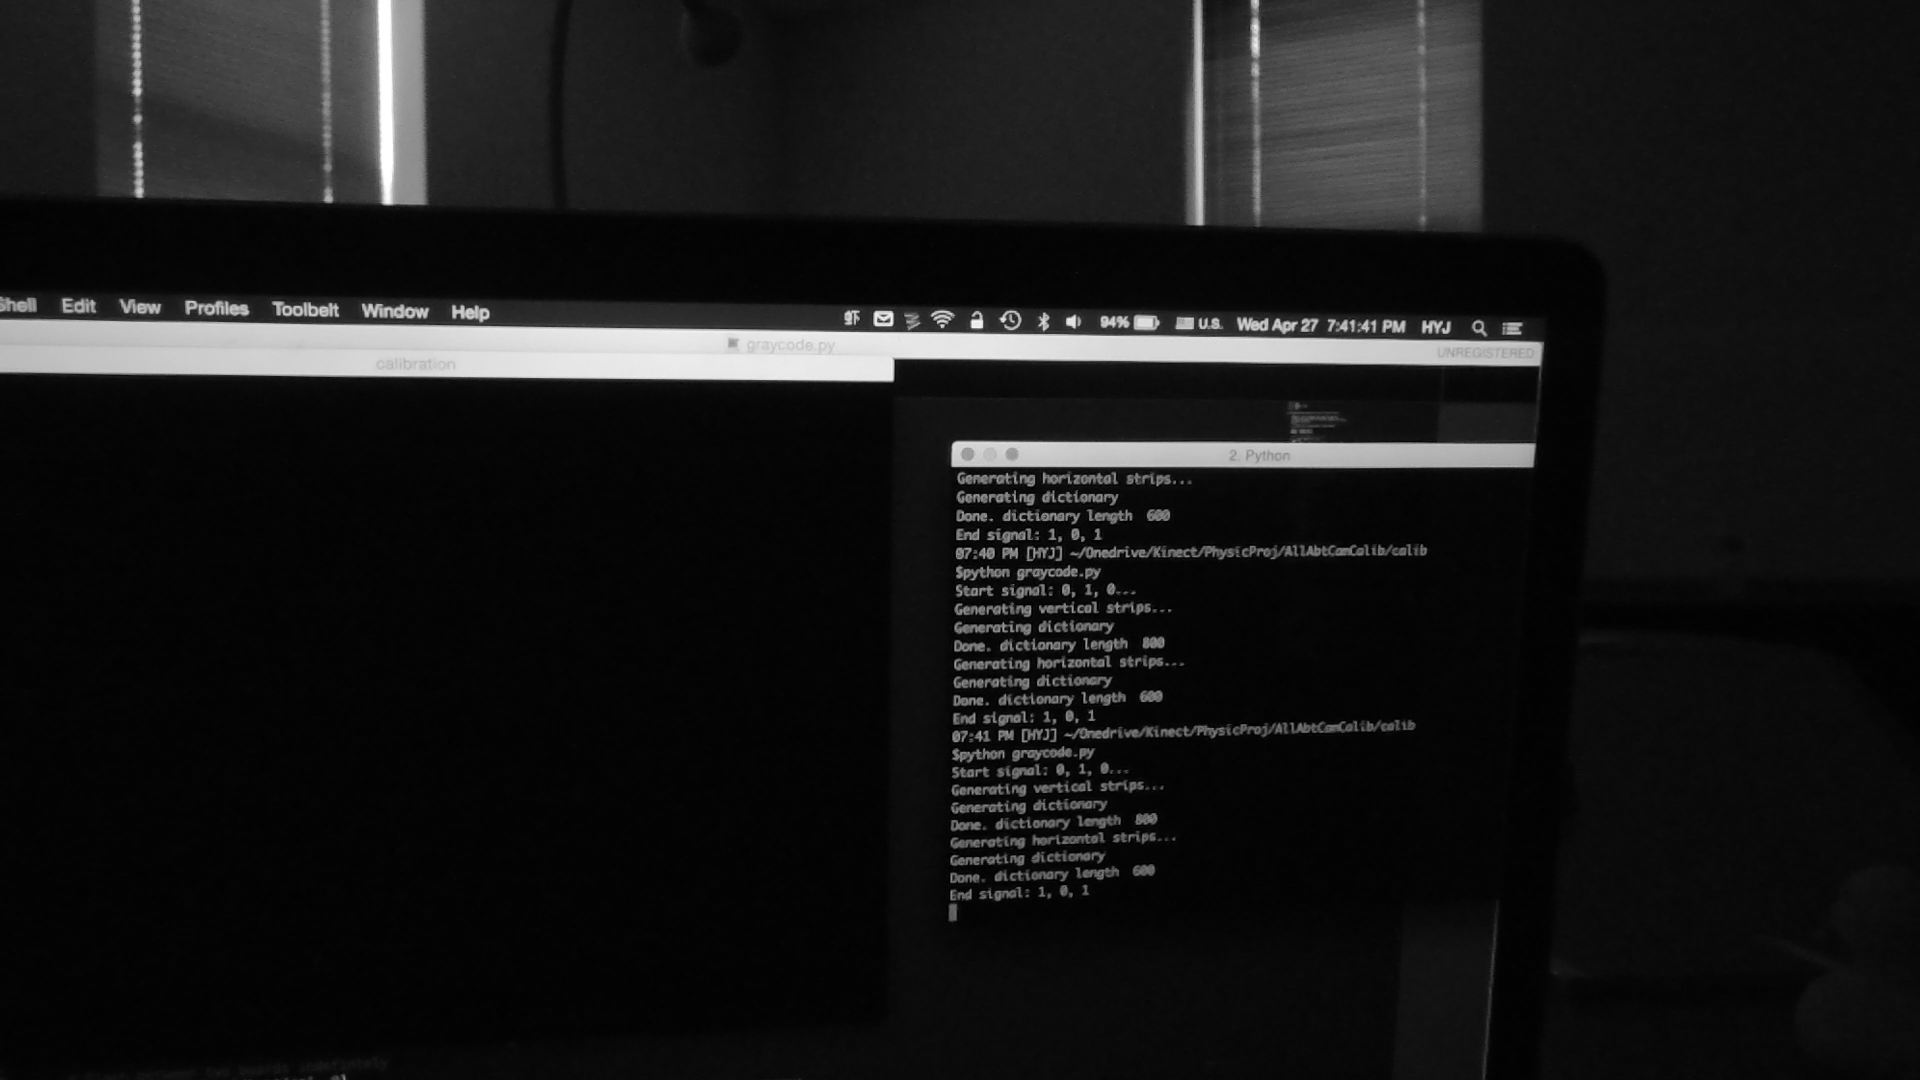 Shell Edit View Profiles Toolbelt Window Help 94% U.S. Wed Apr 27 7:41:41 PM HYJ
graycode.py UNREGISTERED
calibration
2. Python
Generating horizontal strips...
Generating dictionary
Done. dictionary length 600
End signal: 1, 0, 1
07:40 PM [HYJ] ~/Onedrive/Kinect/PhysicProj/AllAbtCamCalib/calib
$python graycode.py
Start signal: 0, 1, 0...
Generating vertical strips...
Generating dictionary
Done. dictionary length 800
Generating horizontal strips...
Generating dictionary
Done. dictionary length 600
End signal: 1, 0, 1
07:41 PM [HYJ] ~/Onedrive/Kinect/PhysicProj/AllAbtCamCalib/calib
$python graycode.py
Start signal: 0, 1, 0...
Generating vertical strips...
Generating dictionary
Done. dictionary length 800
Generating horizontal strips...
Generating dictionary
Done. dictionary length 600
End signal: 1, 0, 1